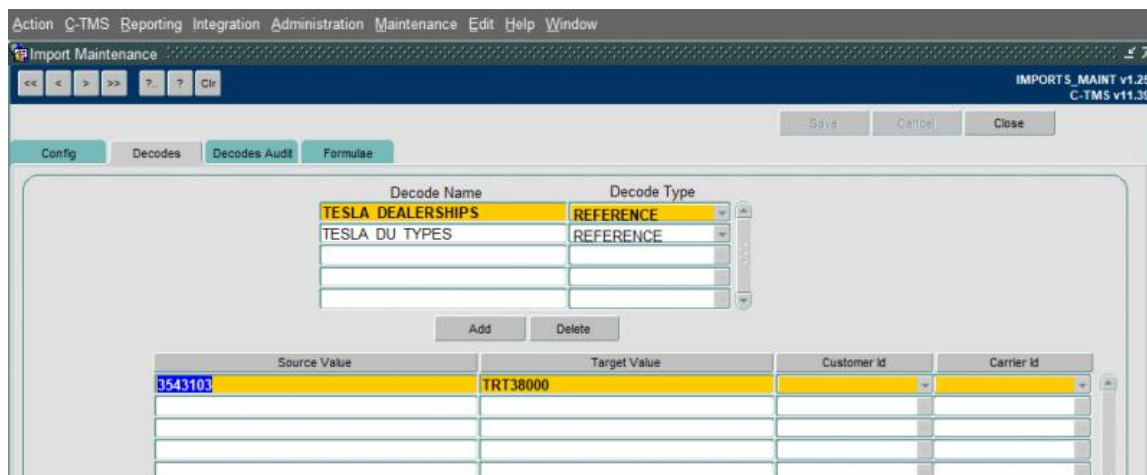 Action C-TMS Reporting Integration Administration Maintenance Edit Help Window
Import Maintenance
<< < > >> ?.. ? Clr
IMPORTS_MAINT v1.25
C-TMS v11.39
Save Cancel Close
Config Decodes Decodes Audit Formulae
Decode Name Decode Type
TESLA DEALERSHIPS REFERENCE
TESLA DU TYPES REFERENCE
Add Delete
Source Value Target Value Customer Id Carrier Id
3543103 TRT38000